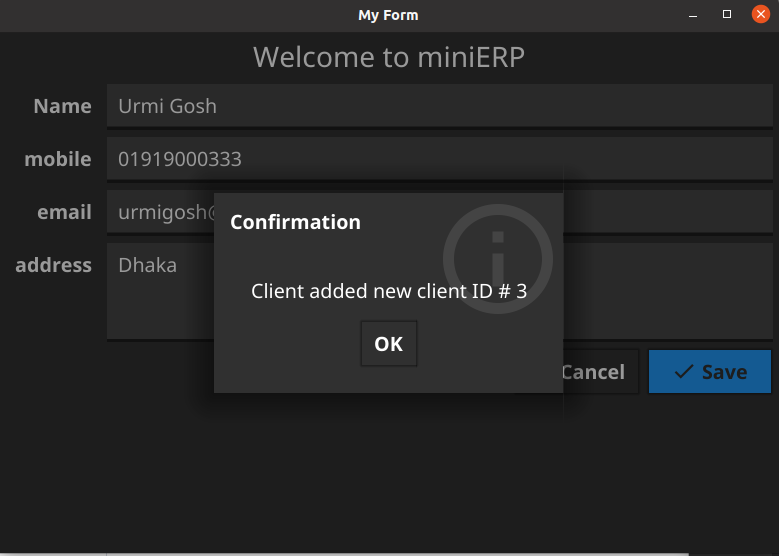 My Form
Welcome to miniERP
Name Urmi Gosh
mobile 01919000333
email urmigosh@
address Dhaka
Confirmation
Client added new client ID # 3
OK
Cancel Save